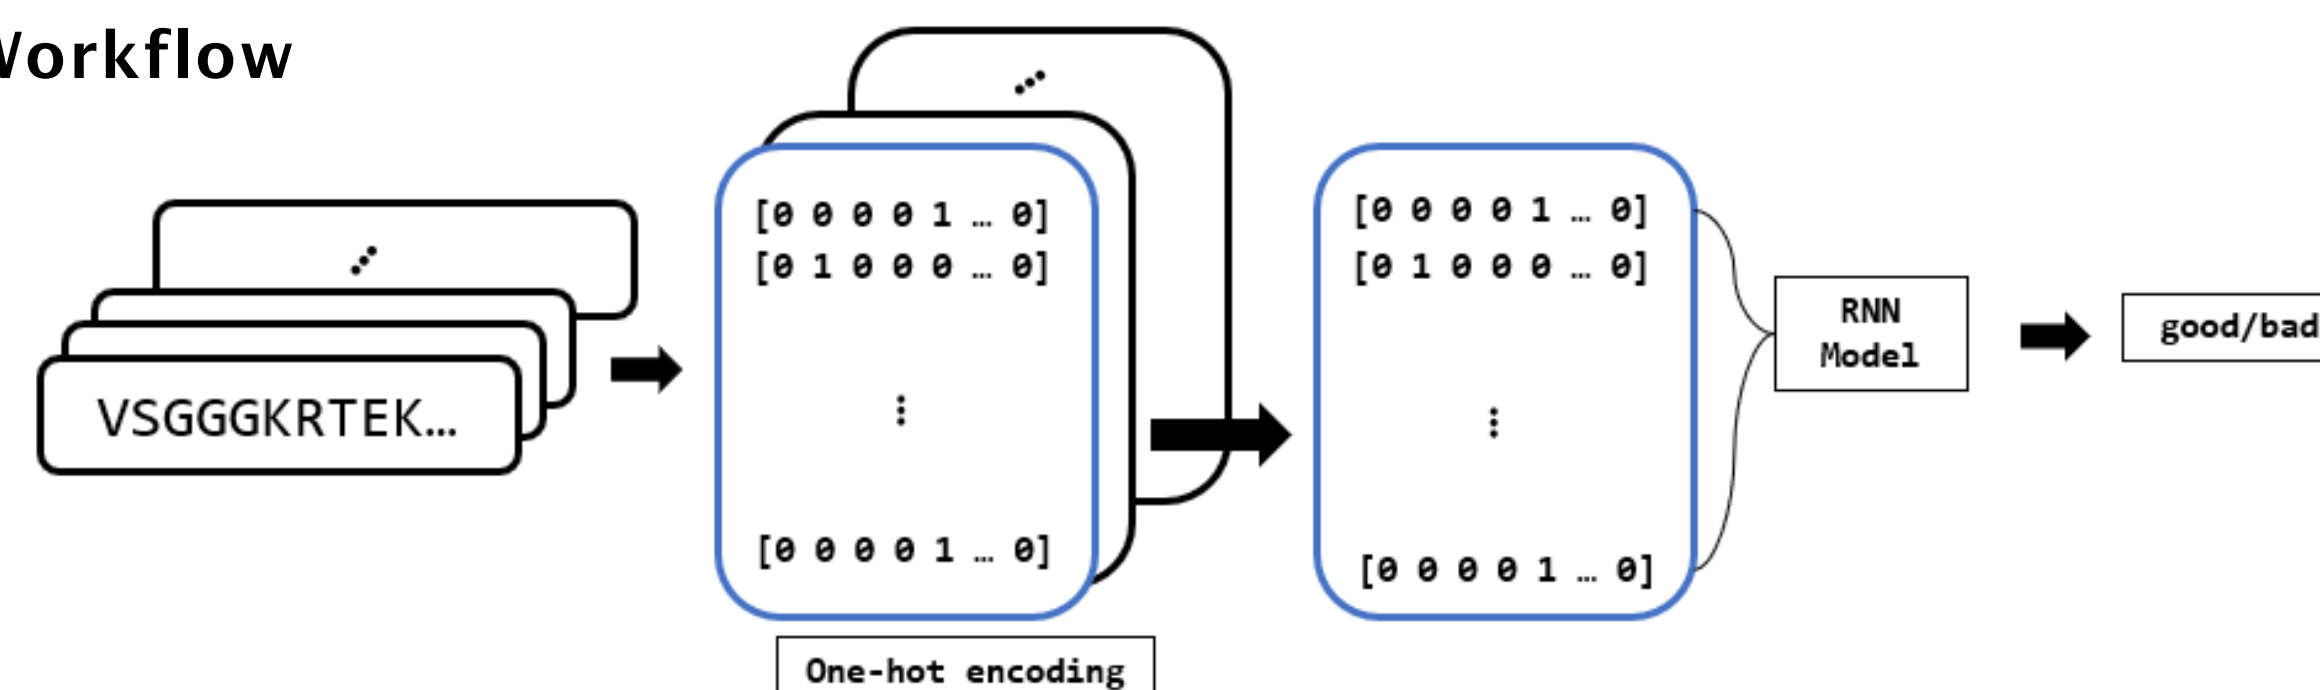 Workflow
VSGGGKRTEK…
[0 0 0 0 1 … 0]
[0 1 0 0 0 … 0]
[0 0 0 0 1 … 0]
One-hot encoding
[0 0 0 0 1 … 0]
[0 1 0 0 0 … 0]
[0 0 0 0 1 … 0]
RNN
Model
good/bad